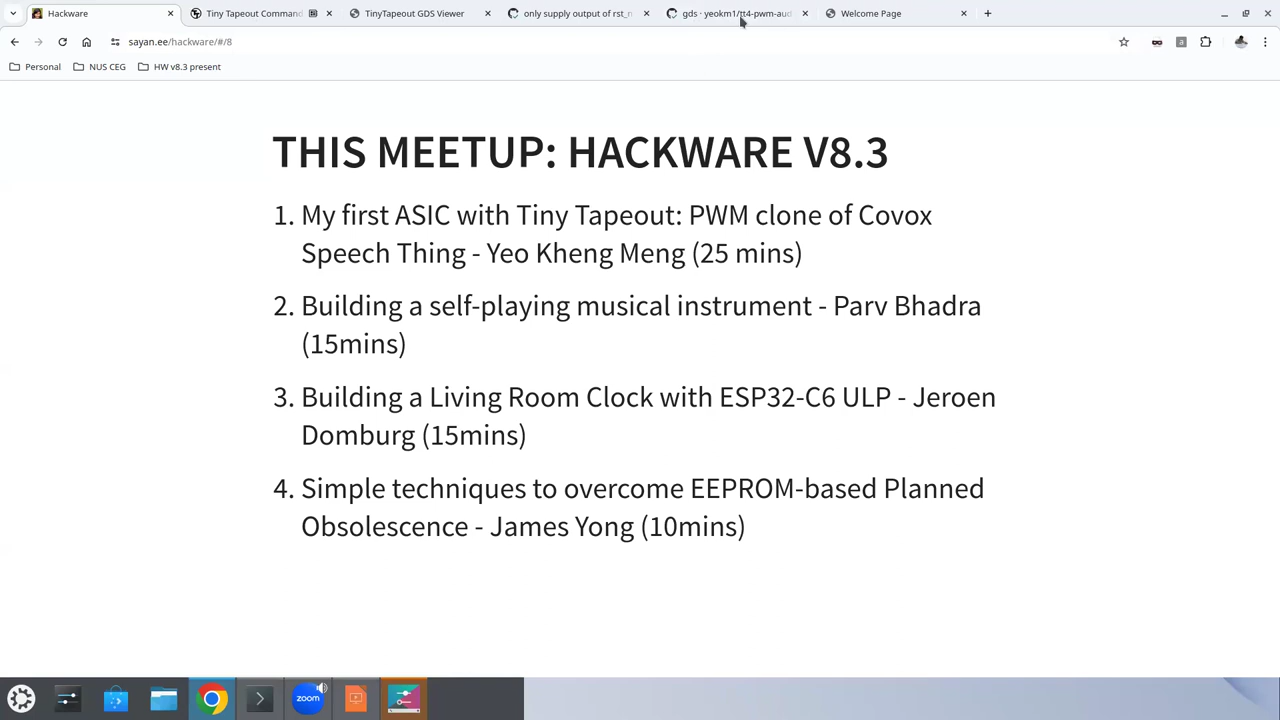 Hackware
Tiny Tapeout Command
TinyTapeout GDS Viewer
only supply output of rst_n
gds · yeokm1/tt4-pwm-aud
Welcome Page
sayan.ee/hackware/#/8
Personal
NUS CEG
HW v8.3 present
THIS MEETUP: HACKWARE V8.3
1. My first ASIC with Tiny Tapeout: PWM clone of Covox
Speech Thing - Yeo Kheng Meng (25 mins)
2. Building a self-playing musical instrument - Parv Bhadra
(15mins)
3. Building a Living Room Clock with ESP32-C6 ULP - Jeroen
Domburg (15mins)
4. Simple techniques to overcome EEPROM-based Planned
Obsolescence - James Yong (10mins)
zoom